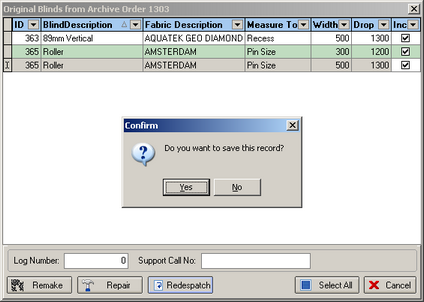 Original Blinds from Archive Order 1303
ID BlindDescription Fabric Description Measure To Width Drop Inc
363 89mm Vertical AQUATEK GEO DIAMOND Recess 500 1300
365 Roller AMSTERDAM Pin Size 300 1200
365 Roller AMSTERDAM Pin Size 500 1300
Confirm
Do you want to save this record?
Yes No
Log Number: 0 Support Call No:
Remake Repair Redespatch Select All Cancel